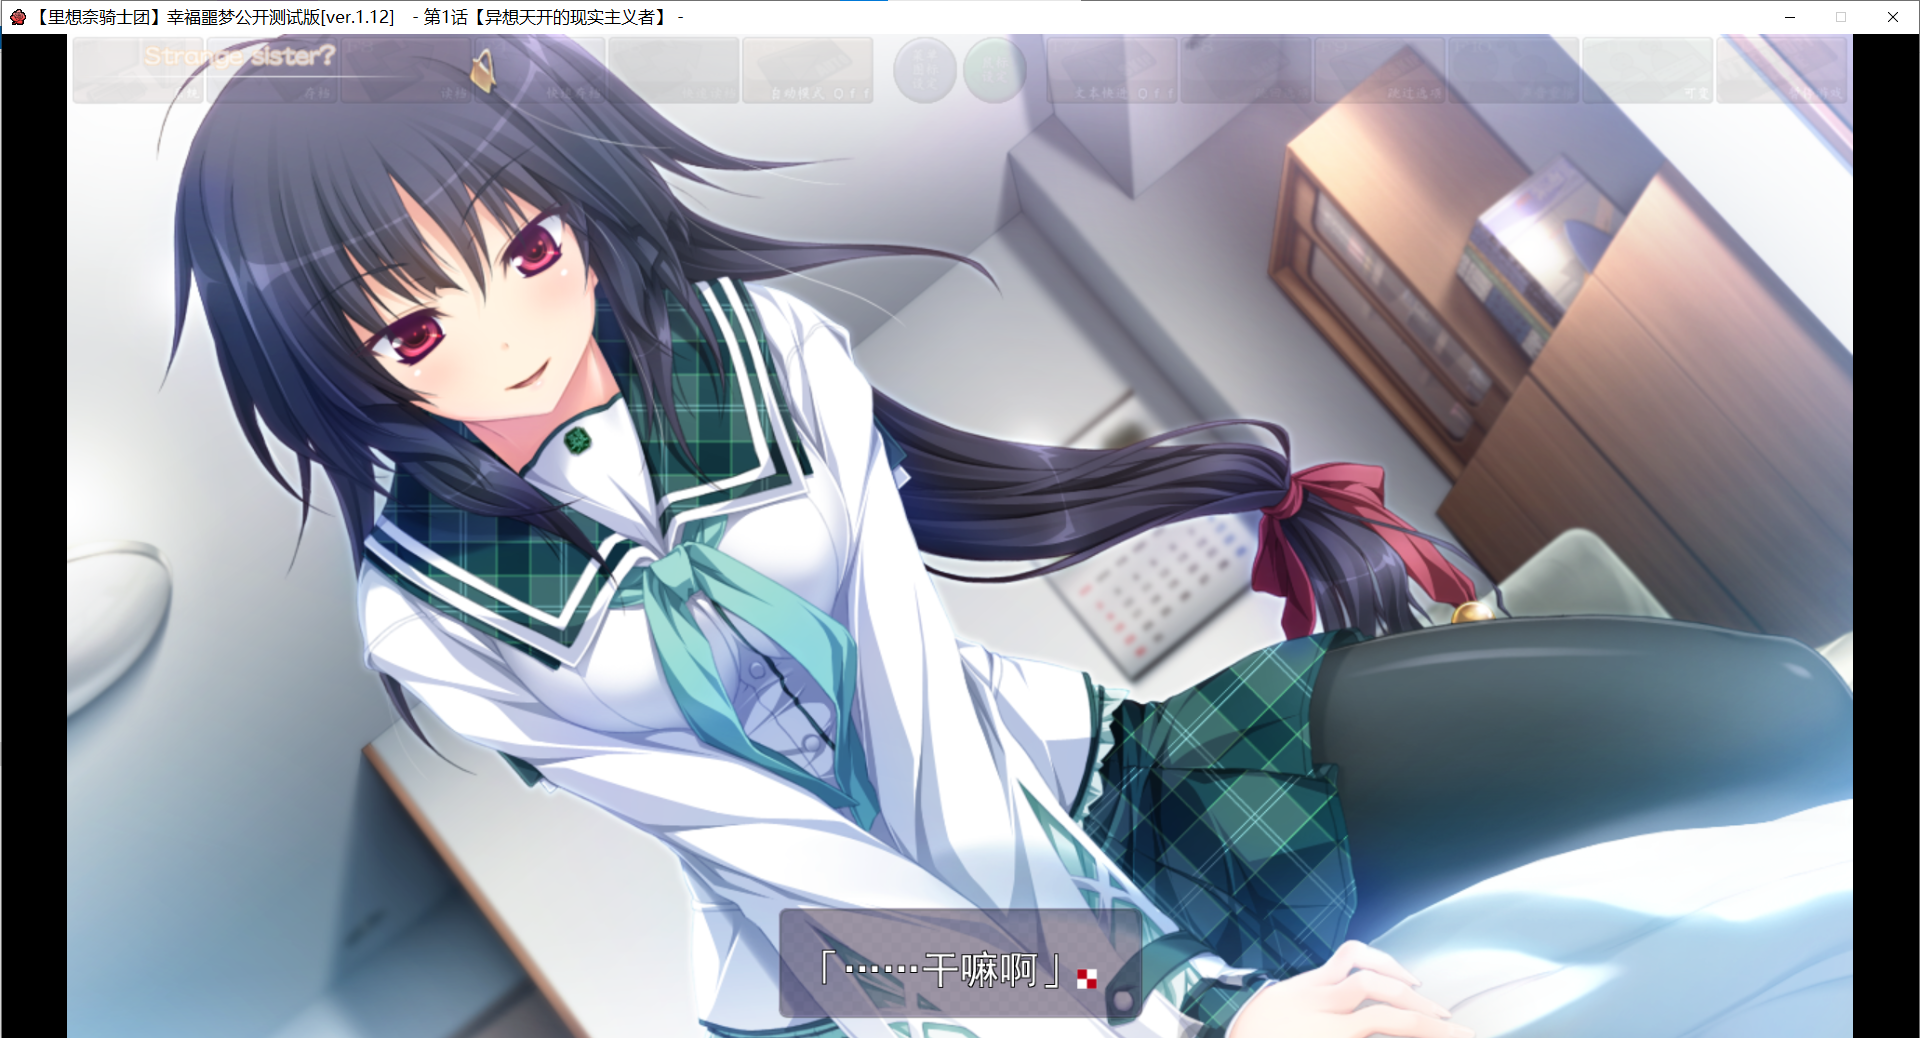 【里想奈骑士团】幸福噩梦公开测试版[ver.1.12] - 第1话【异想天开的现实主义者】 -
Strange sister?
存档
读档
快速存档
快速读档
自动模式 Off
文本快进 Off
跳过选项
「……干嘛啊」